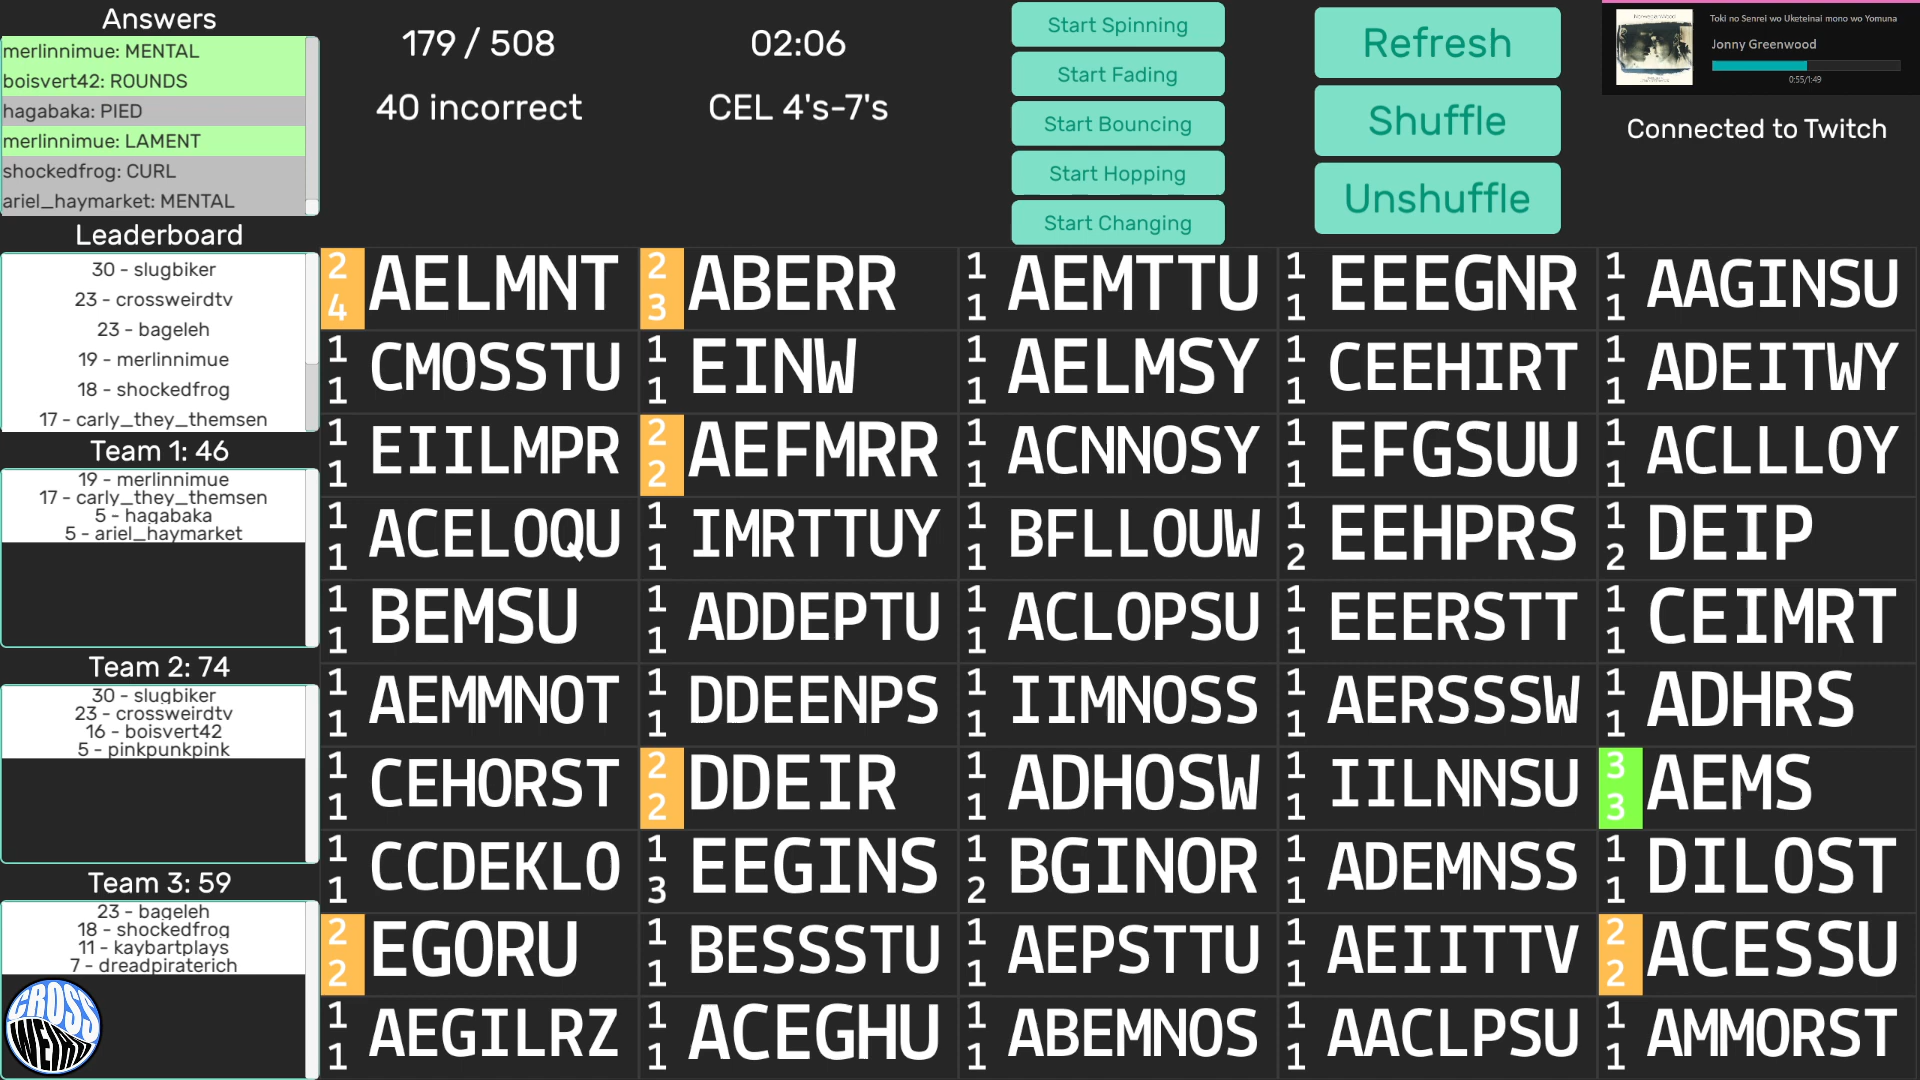 Answers
merlinnimue: MENTAL
boisvert42: ROUNDS
hagabaka: PIED
merlinnimue: LAMENT
shockedfrog: CURL
ariel_haymarket: MENTAL
Leaderboard
30 - slugbiker
23 - crossweirdtv
23 - bageleh
19 - merlinnimue
18 - shockedfrog
17 - carly_they_themsen
Team 1: 46
19 - merlinnimue
17 - carly_they_themsen
5 - hagabaka
5 - ariel_haymarket
Team 2: 74
30 - slugbiker
23 - crossweirdtv
16 - boisvert42
5 - pinkpunkpink
Team 3: 59
23 - bageleh
18 - shockedfrog
11 - kaybartplays
7 - dreadpiraterich
CROSS
WEIRD
179 / 508
40 incorrect
02:06
CEL 4's-7's
Start Spinning
Start Fading
Start Bouncing
Start Hopping
Start Changing
Refresh
Shuffle
Unshuffle
Toki no Senrei wo Uketeinai mono wo Yomuna
Jonny Greenwood
0:55/1:49
Connected to Twitch
2 4 AELMNT
2 3 ABERR
1 1 AEMTTU
1 1 EEEGNR
1 1 AAGINSU
1 1 CMOSSTU
1 1 EINW
1 1 AELMSY
1 1 CEEHIRT
1 1 ADEITWY
1 1 EIILMPR
2 2 AEFMRR
1 1 ACNNOSY
1 1 EFGSUU
1 1 ACLLLOY
1 1 ACELOQU
1 1 IMRTTUY
1 1 BFLLOUW
1 2 EEHPRS
1 2 DEIP
1 1 BEMSU
1 1 ADDEPTU
1 1 ACLOPSU
1 1 EEERSTT
1 1 CEIMRT
1 1 AEMMNOT
1 1 DDEENPS
1 1 IIMNOSS
1 1 AERSSSW
1 1 ADHRS
1 1 CEHORST
2 2 DDEIR
1 1 ADHOSW
1 1 IILNNSU
3 3 AEMS
1 1 CCDEKLO
1 3 EEGINS
1 2 BGINOR
1 1 ADEMNSS
1 1 DILOST
2 2 EGORU
1 1 BESSSTU
1 1 AEPSTTU
1 1 AEIITTV
2 2 ACESSU
1 1 AEGILRZ
1 1 ACEGHU
1 1 ABEMNOS
1 1 AACLPSU
1 1 AMMORST